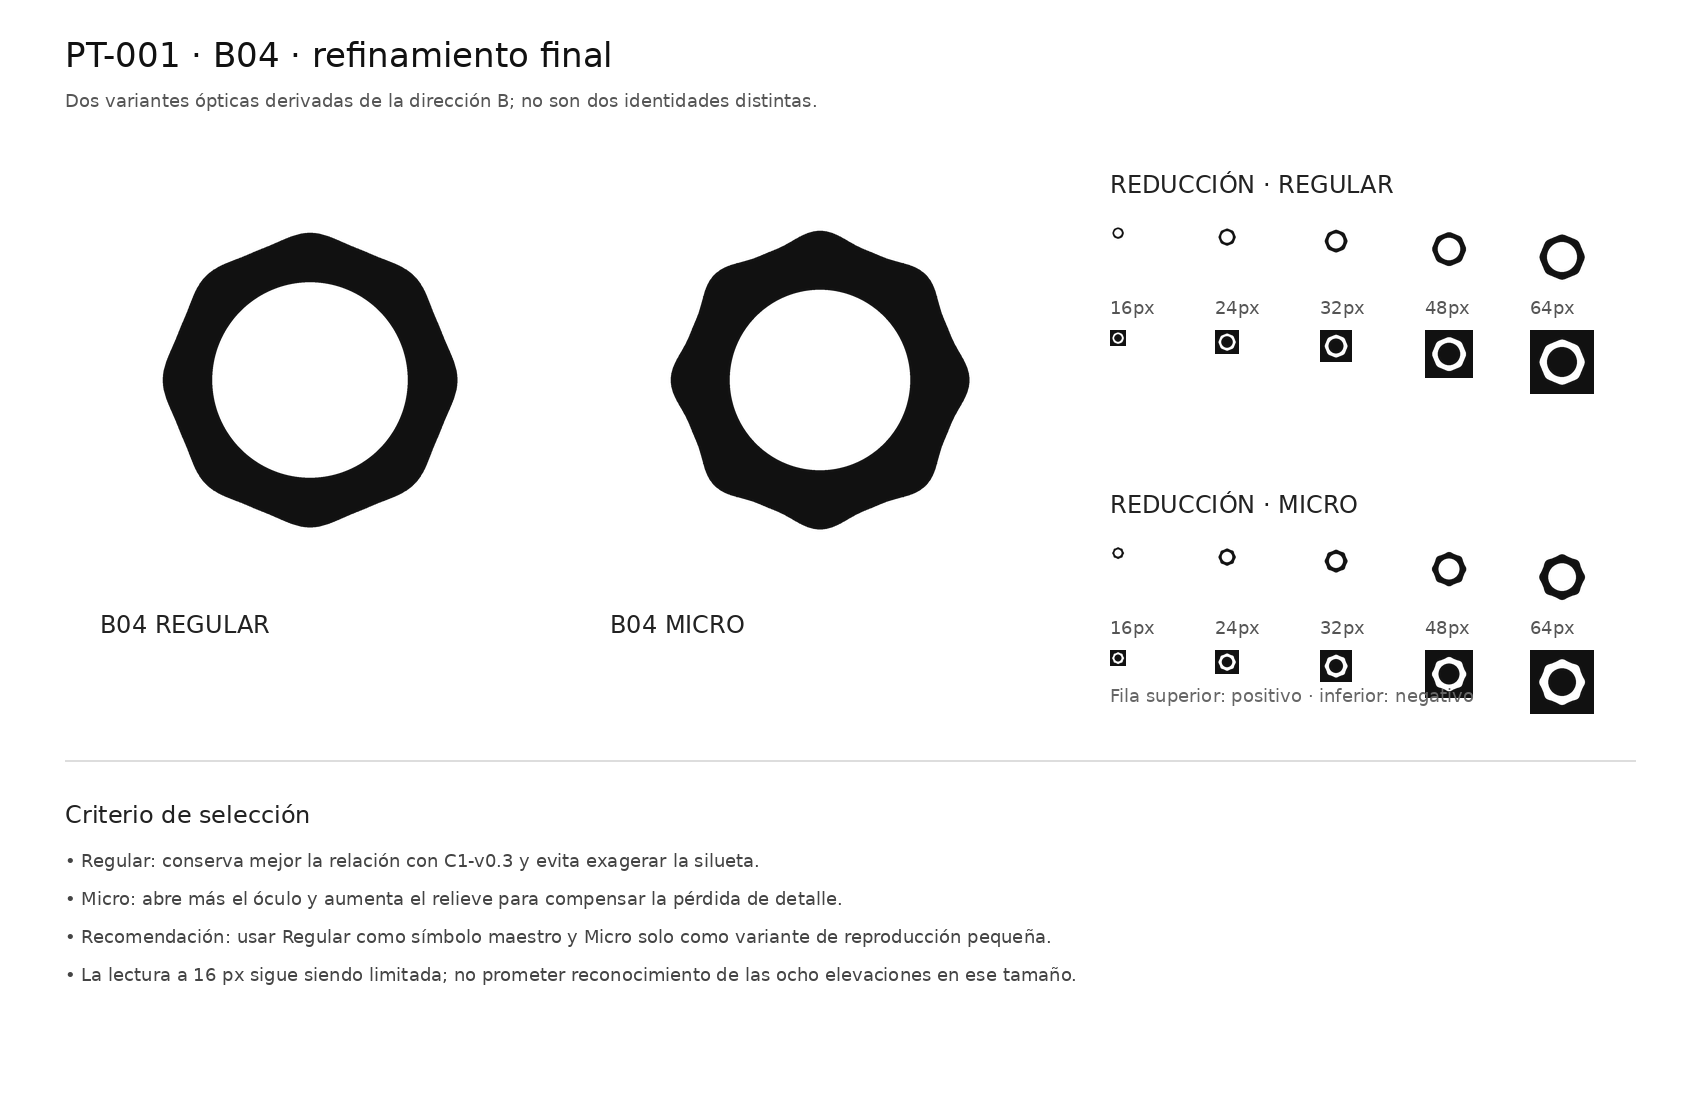 PT-001 · B04 · refinamiento final
Dos variantes ópticas derivadas de la dirección B; no son dos identidades distintas.
REDUCCIÓN · REGULAR
16px 24px 32px 48px 64px
REDUCCIÓN · MICRO
16px 24px 32px 48px 64px
Fila superior: positivo · inferior: negativo
B04 REGULAR
B04 MICRO
Criterio de selección
• Regular: conserva mejor la relación con C1-v0.3 y evita exagerar la silueta.
• Micro: abre más el óculo y aumenta el relieve para compensar la pérdida de detalle.
• Recomendación: usar Regular como símbolo maestro y Micro solo como variante de reproducción pequeña.
• La lectura a 16 px sigue siendo limitada; no prometer reconocimiento de las ocho elevaciones en ese tamaño.